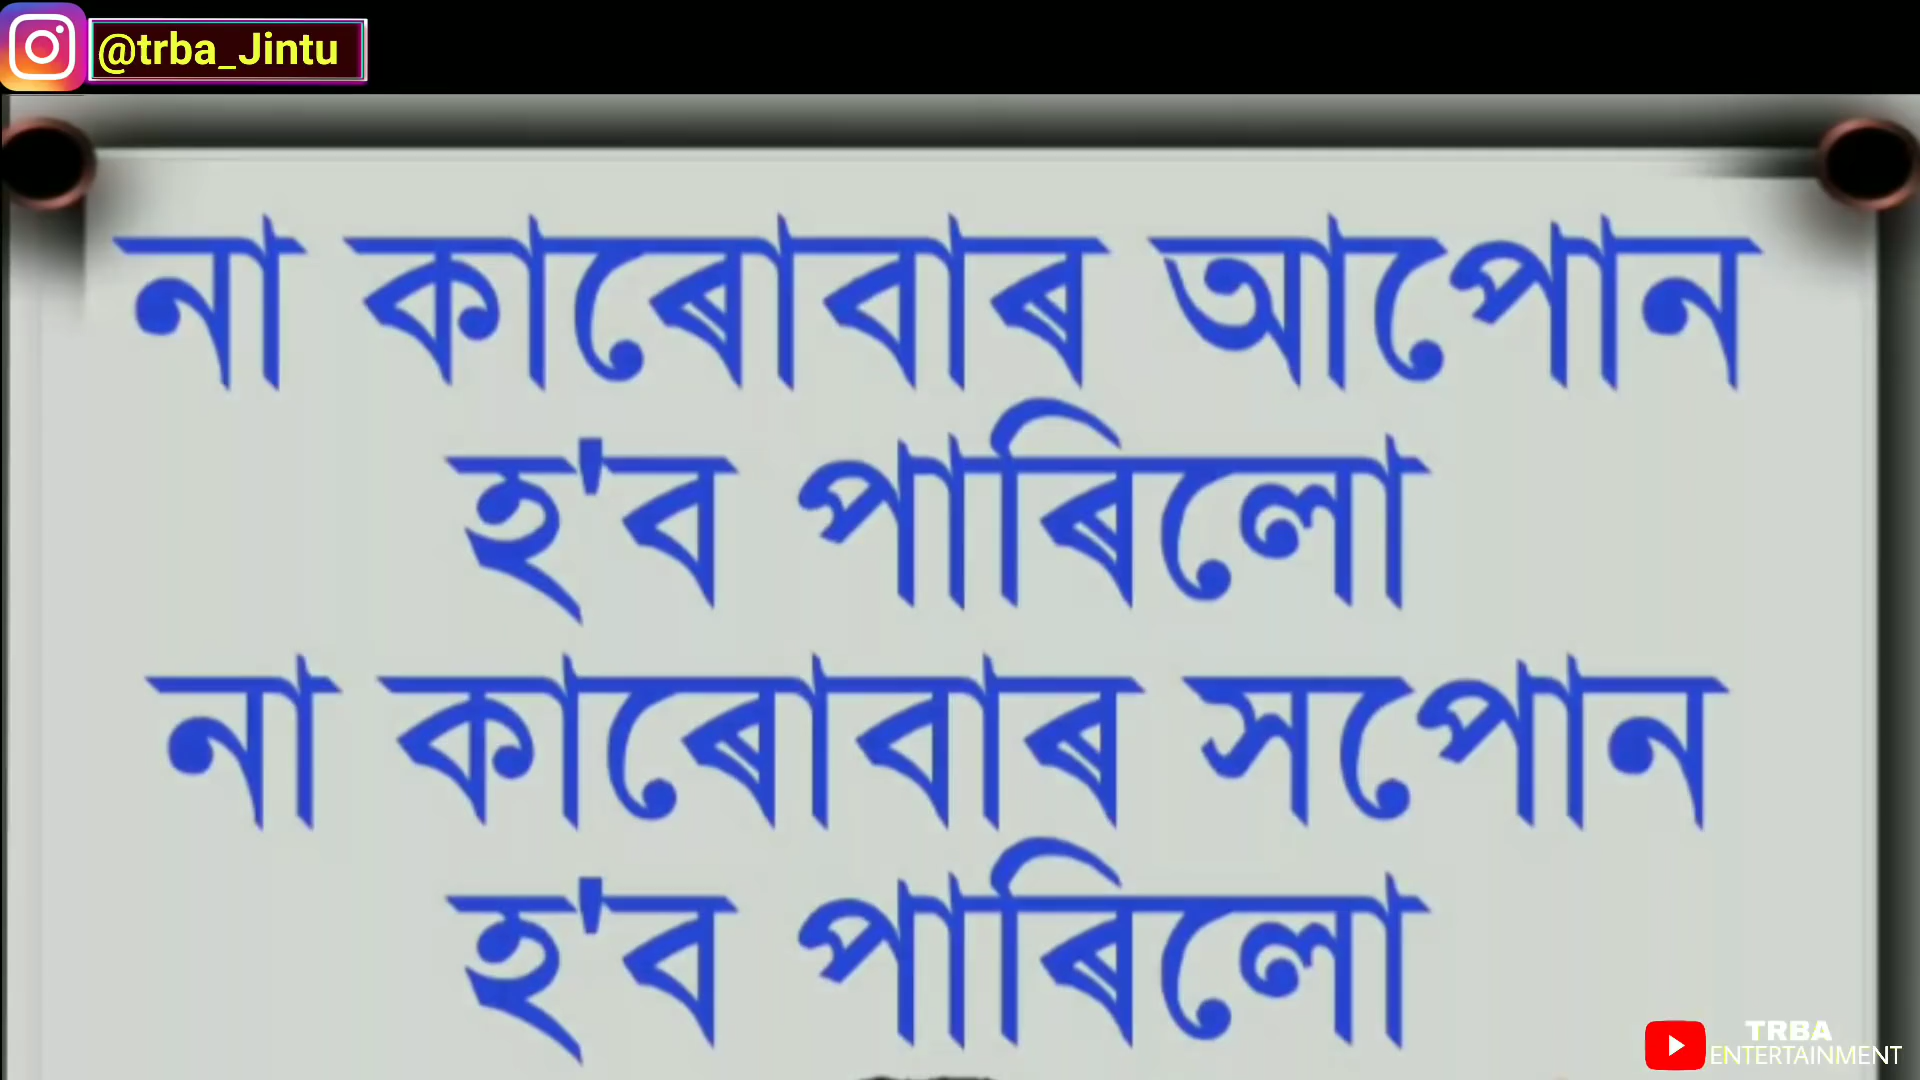 @trba_Jintu
না কাৰোবাৰ আপোন
হ'ব পাৰিলো
না কাৰোবাৰ সপোন
হ'ব পাৰিলো
TRBA
ENTERTAINMENT